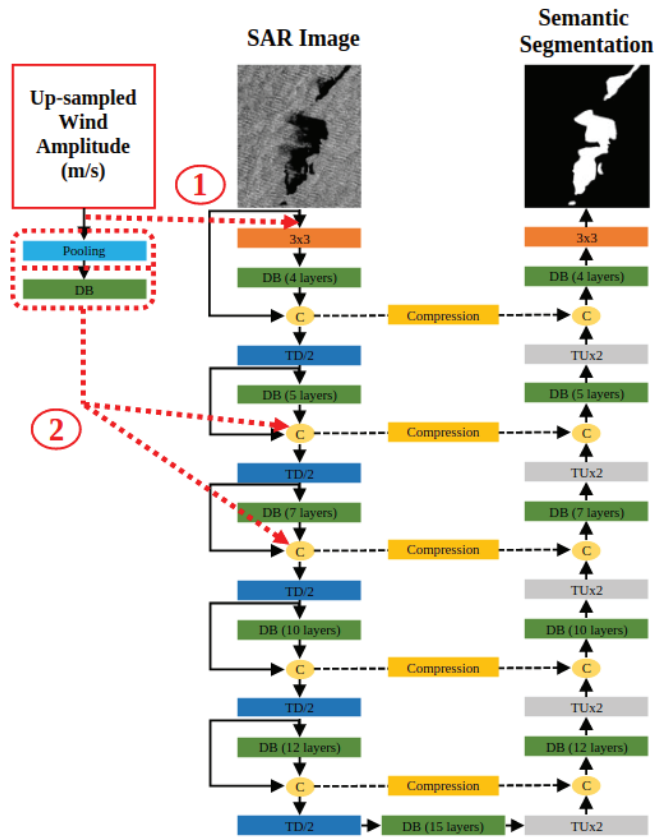 SAR Image
Semantic
Segmentation
Up-sampled
Wind
Amplitude
(m/s)
1
Pooling
DB
2
3x3
3x3
DB (4 layers)
DB (4 layers)
C
Compression
C
TD/2
TUx2
DB (5 layers)
DB (5 layers)
C
Compression
C
TD/2
TUx2
DB (7 layers)
DB (7 layers)
C
Compression
C
TD/2
TUx2
DB (10 layers)
DB (10 layers)
C
Compression
C
TD/2
TUx2
DB (12 layers)
DB (12 layers)
C
Compression
C
TD/2
DB (15 layers)
TUx2